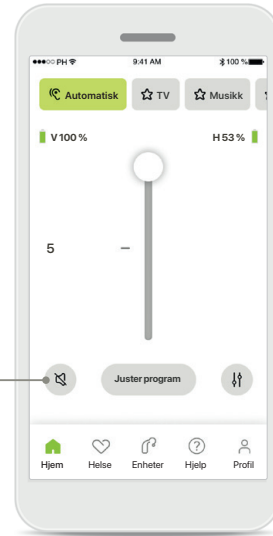 PH 9:41 AM 100 %
Automatisk TV Musikk
V 100 % H 53 %
5 –
Juster program
Hjem Helse Enheter Hjelp Profil